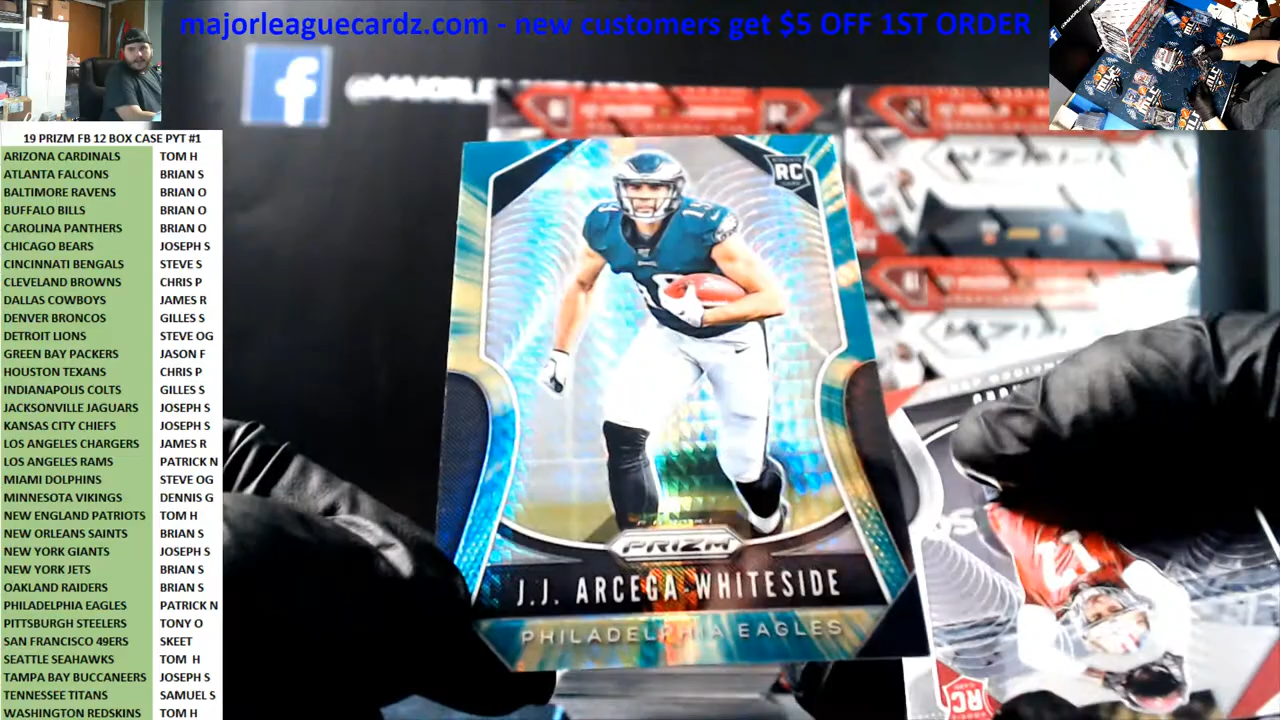 majorleaguecardz.com - new customers get $5 OFF 1ST ORDER
19 PRIZM FB 12 BOX CASE PYT #1
ARIZONA CARDINALS TOM H
ATLANTA FALCONS BRIAN S
BALTIMORE RAVENS BRIAN O
BUFFALO BILLS BRIAN O
CAROLINA PANTHERS BRIAN O
CHICAGO BEARS JOSEPH S
CINCINNATI BENGALS STEVE S
CLEVELAND BROWNS CHRIS P
DALLAS COWBOYS JAMES R
DENVER BRONCOS GILLES S
DETROIT LIONS STEVE OG
GREEN BAY PACKERS JASON F
HOUSTON TEXANS CHRIS P
INDIANAPOLIS COLTS GILLES S
JACKSONVILLE JAGUARS JOSEPH S
KANSAS CITY CHIEFS JOSEPH S
LOS ANGELES CHARGERS JAMES R
LOS ANGELES RAMS PATRICK N
MIAMI DOLPHINS STEVE OG
MINNESOTA VIKINGS DENNIS G
NEW ENGLAND PATRIOTS TOM H
NEW ORLEANS SAINTS BRIAN S
NEW YORK GIANTS JOSEPH S
NEW YORK JETS BRIAN S
OAKLAND RAIDERS BRIAN S
PHILADELPHIA EAGLES PATRICK N
PITTSBURGH STEELERS TONY O
SAN FRANCISCO 49ERS SKEET
SEATTLE SEAHAWKS TOM H
TAMPA BAY BUCCANEERS JOSEPH S
TENNESSEE TITANS SAMUEL S
WASHINGTON REDSKINS TOM H
f
RC
PRIZM
J.J. ARCEGA-WHITESIDE
PHILADELPHIA EAGLES
PRIZM
RC